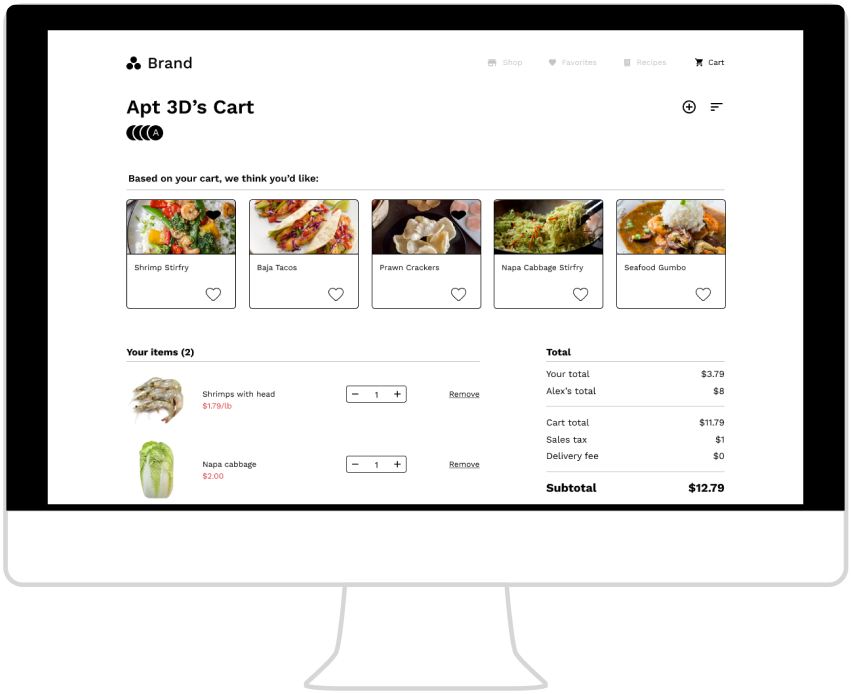 Brand
Shop
Favorites
Recipes
Cart
Apt 3D’s Cart
A
Based on your cart, we think you’d like:
Shrimp Stirfry
Baja Tacos
Prawn Crackers
Napa Cabbage Stirfry
Seafood Gumbo
Your items (2)
Shrimps with head
$1.79/lb
1
Remove
Napa cabbage
$2.00
1
Remove
Total
Your total $3.79
Alex’s total $8
Cart total $11.79
Sales tax $1
Delivery fee $0
Subtotal $12.79